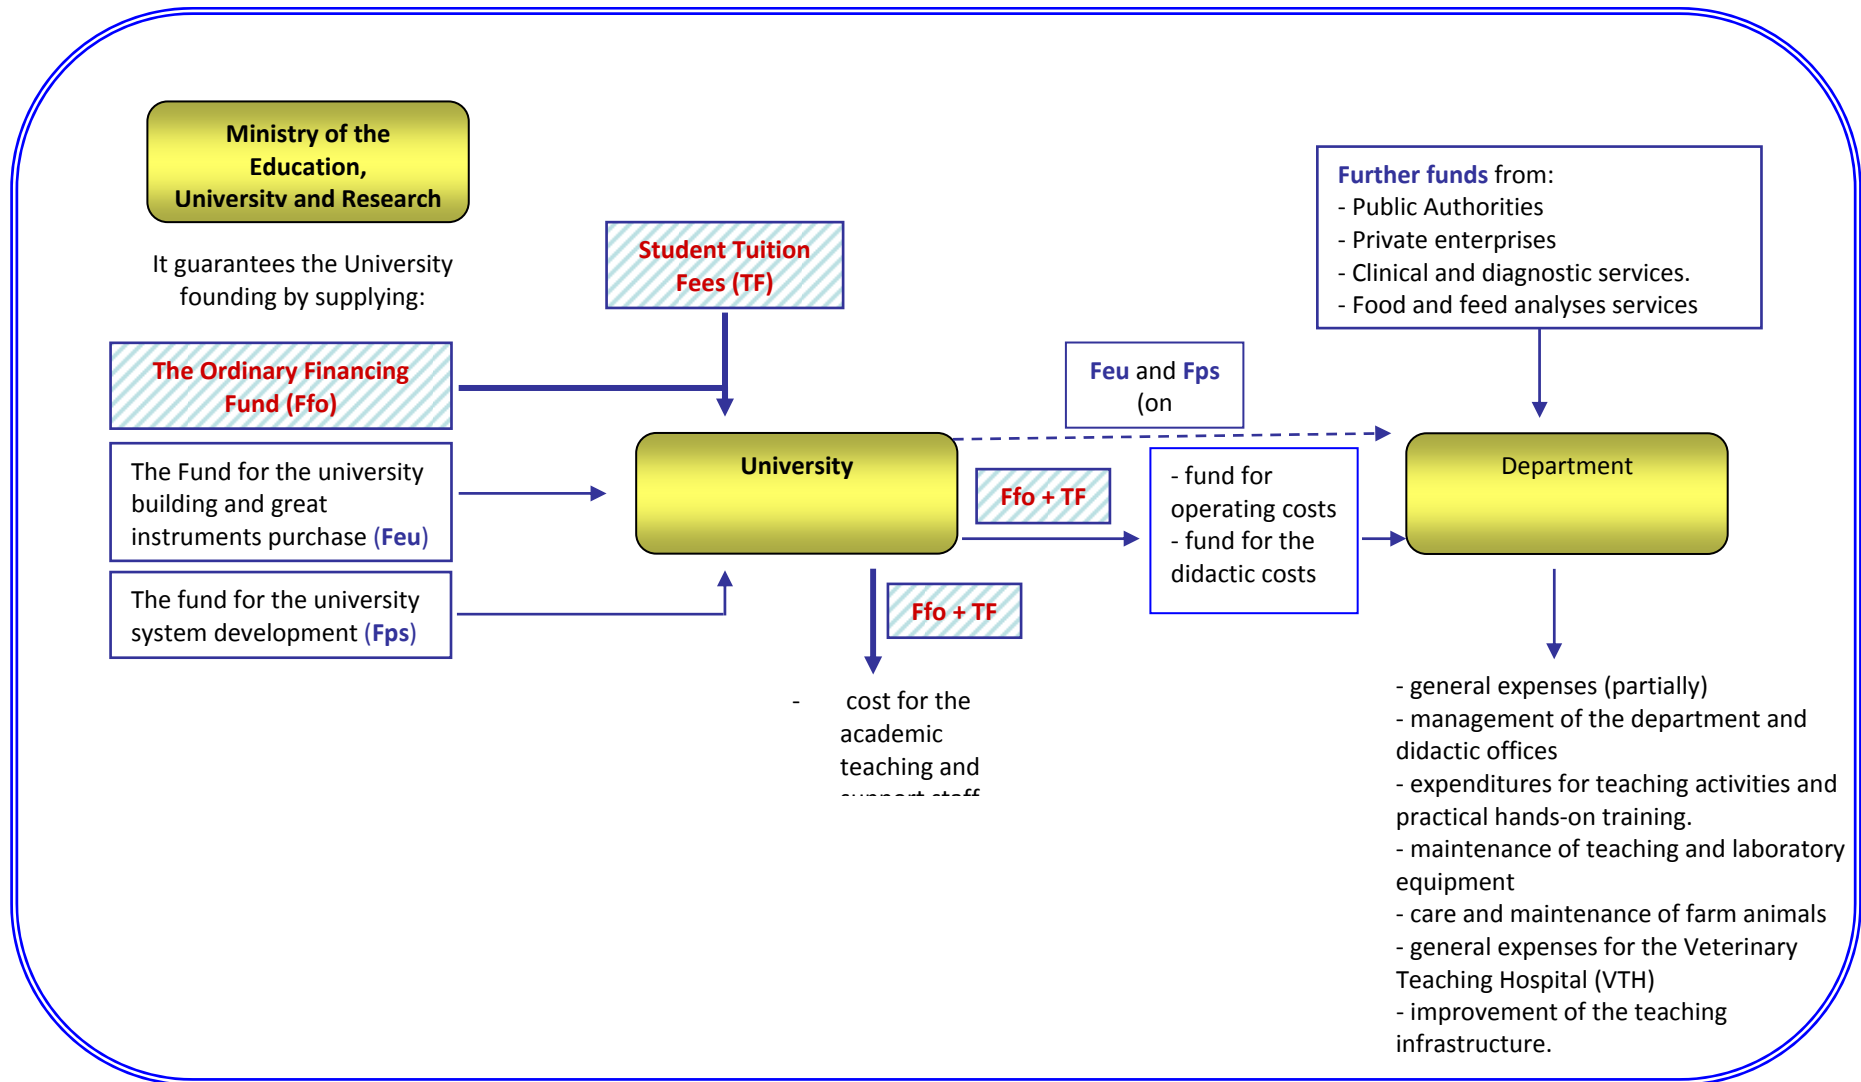 Ministry of the
Education,
University and Research
It guarantees the University
founding by supplying:
The Ordinary Financing
Fund (Ffo)
The Fund for the university
building and great
instruments purchase (Feu)
The fund for the university
system development (Fps)
Student Tuition
Fees (TF)
University
Ffo + TF
- cost for the
academic
teaching and
support staff
Feu and Fps
(on
Ffo + TF
- fund for
operating costs
- fund for the
didactic costs
Further funds from:
- Public Authorities
- Private enterprises
- Clinical and diagnostic services.
- Food and feed analyses services
Department
- general expenses (partially)
- management of the department and
didactic offices
- expenditures for teaching activities and
practical hands-on training.
- maintenance of teaching and laboratory
equipment
- care and maintenance of farm animals
- general expenses for the Veterinary
Teaching Hospital (VTH)
- improvement of the teaching
infrastructure.